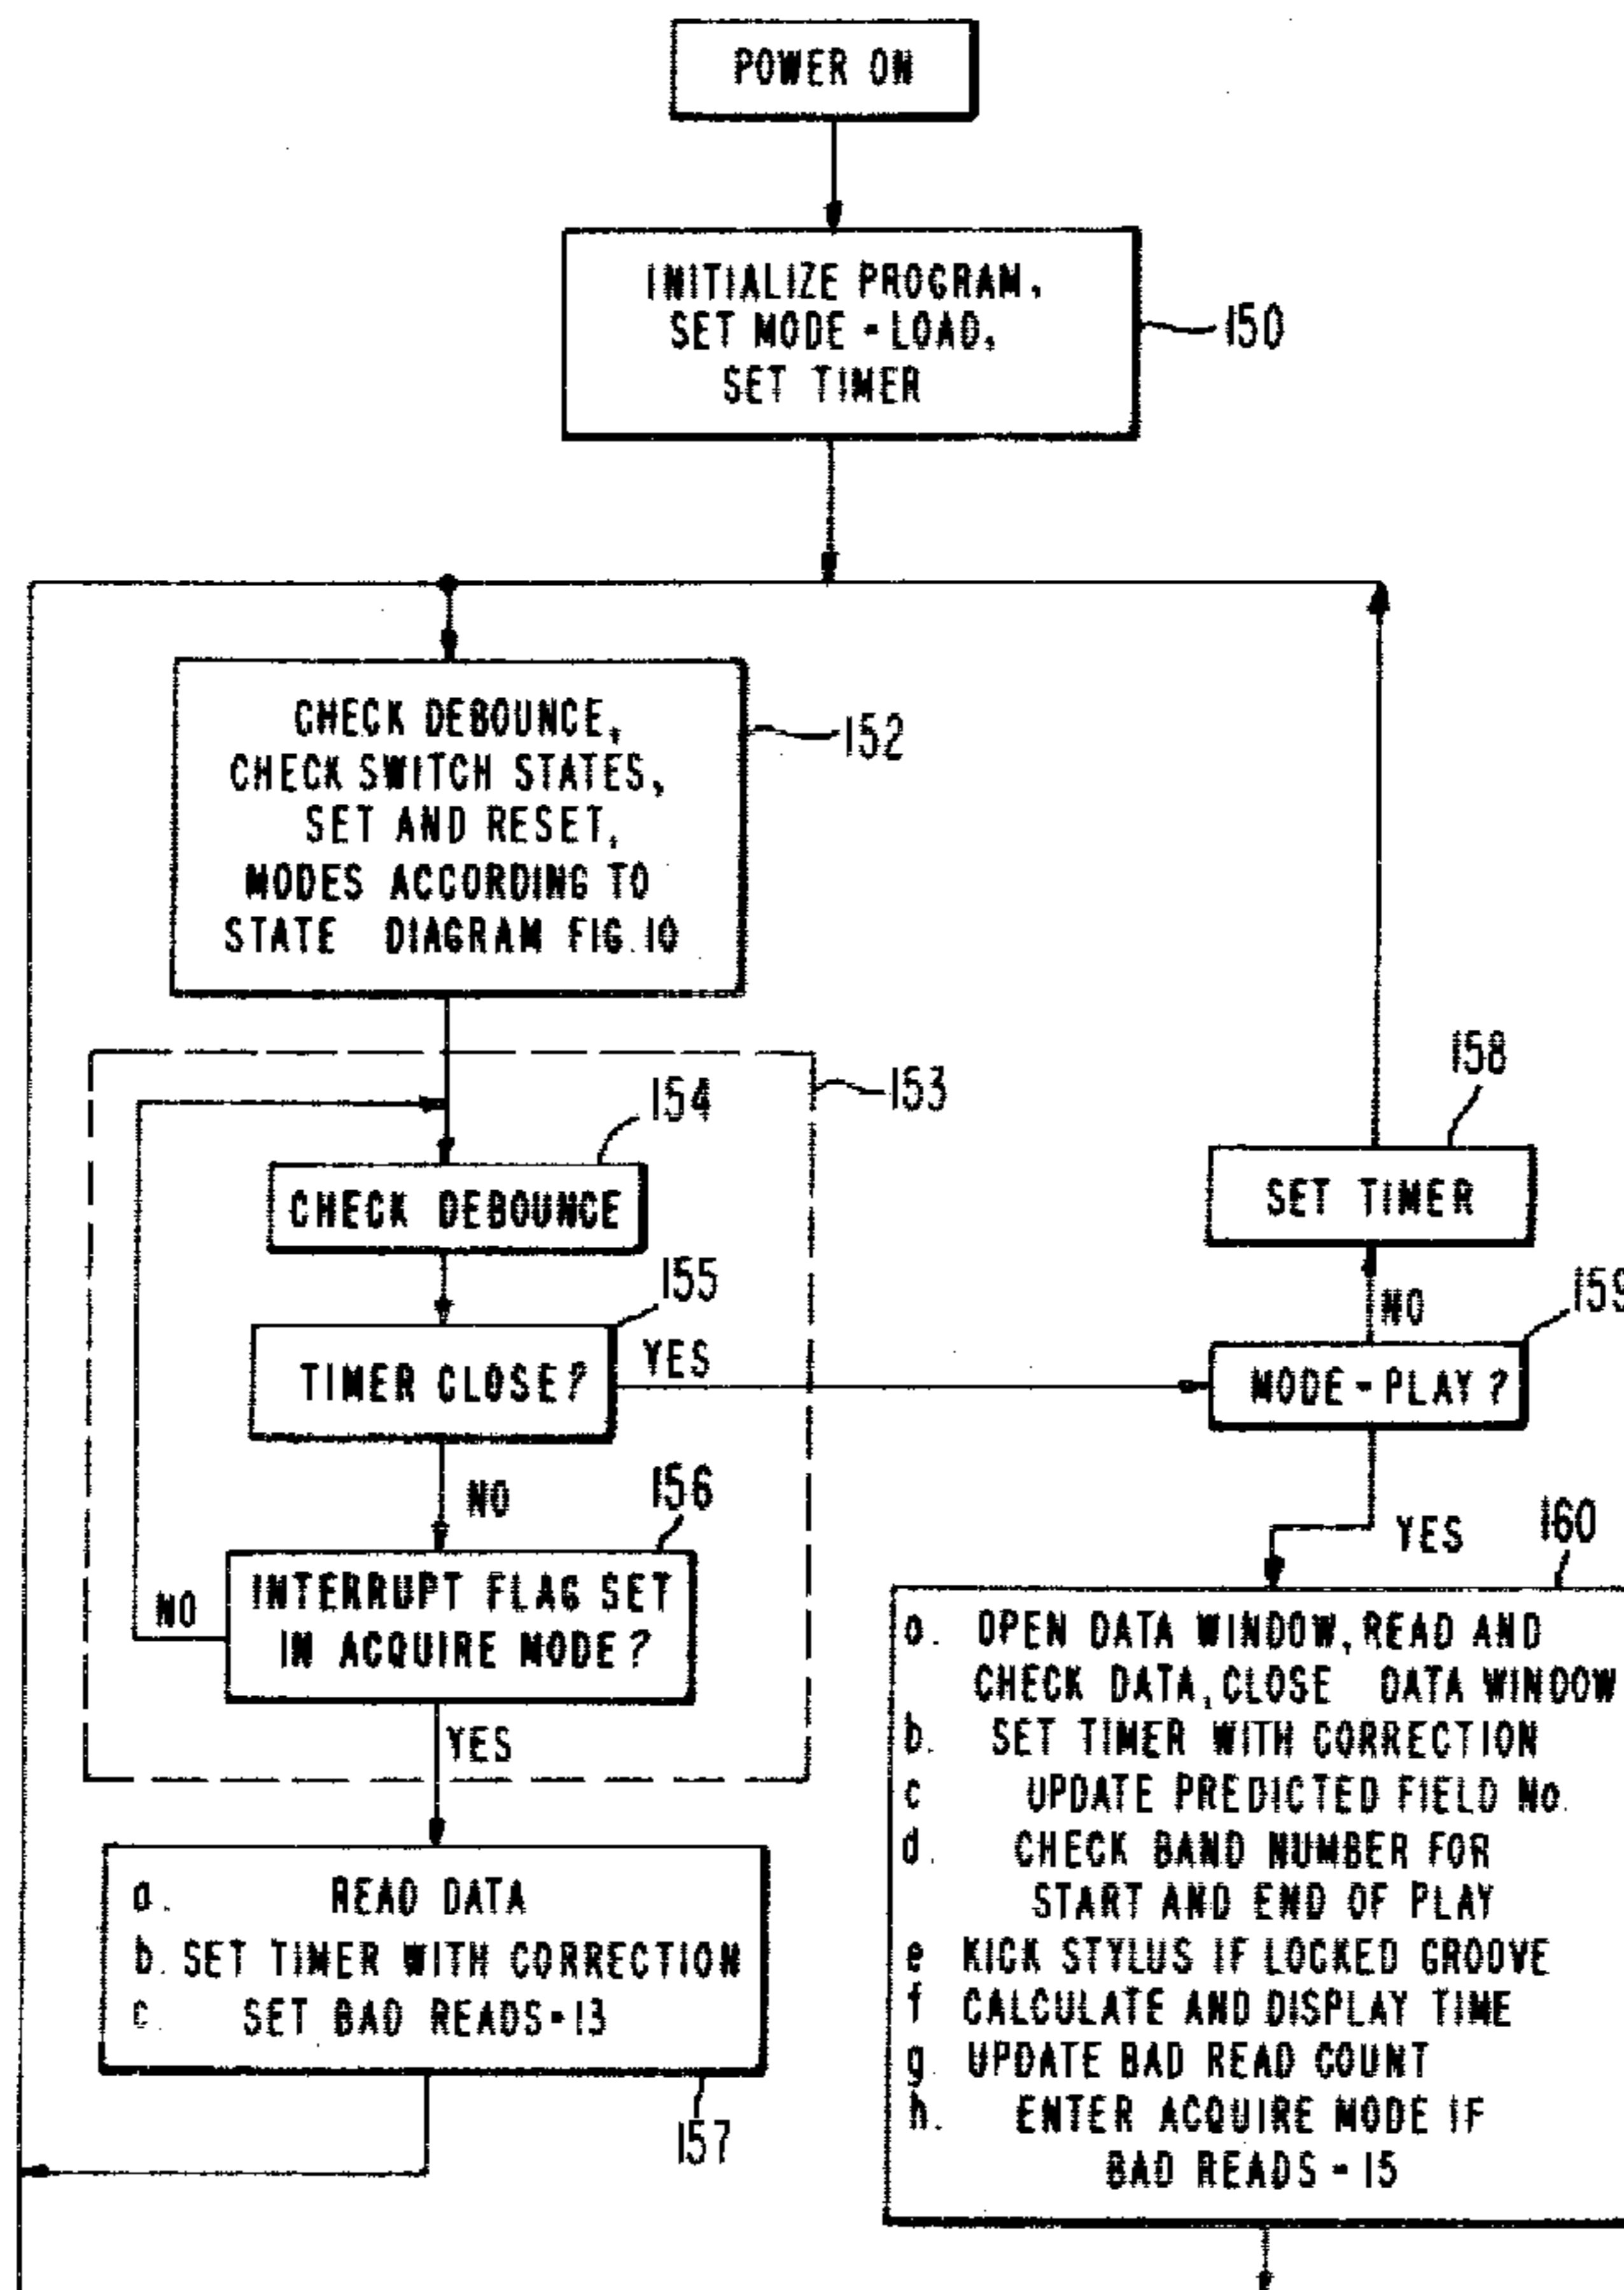 POWER ON
INITIALIZE PROGRAM,
SET MODE - LOAD,
SET TIMER
150
CHECK DEBOUNCE,
CHECK SWITCH STATES,
SET AND RESET,
MODES ACCORDING TO
STATE DIAGRAM FIG. 10
152
153
154
CHECK DEBOUNCE
155
TIMER CLOSE?
YES
NO
156
INTERRUPT FLAG SET
IN ACQUIRE MODE?
NO
YES
a. READ DATA
b. SET TIMER WITH CORRECTION
c. SET BAD READS - 13
157
158
SET TIMER
NO
159
MODE - PLAY?
YES
160
a. OPEN DATA WINDOW, READ AND
CHECK DATA, CLOSE DATA WINDOW
b. SET TIMER WITH CORRECTION
c UPDATE PREDICTED FIELD No.
d. CHECK BAND NUMBER FOR
START AND END OF PLAY
e KICK STYLUS IF LOCKED GROOVE
f CALCULATE AND DISPLAY TIME
g. UPDATE BAD READ COUNT
h. ENTER ACQUIRE MODE IF
BAD READS - 15